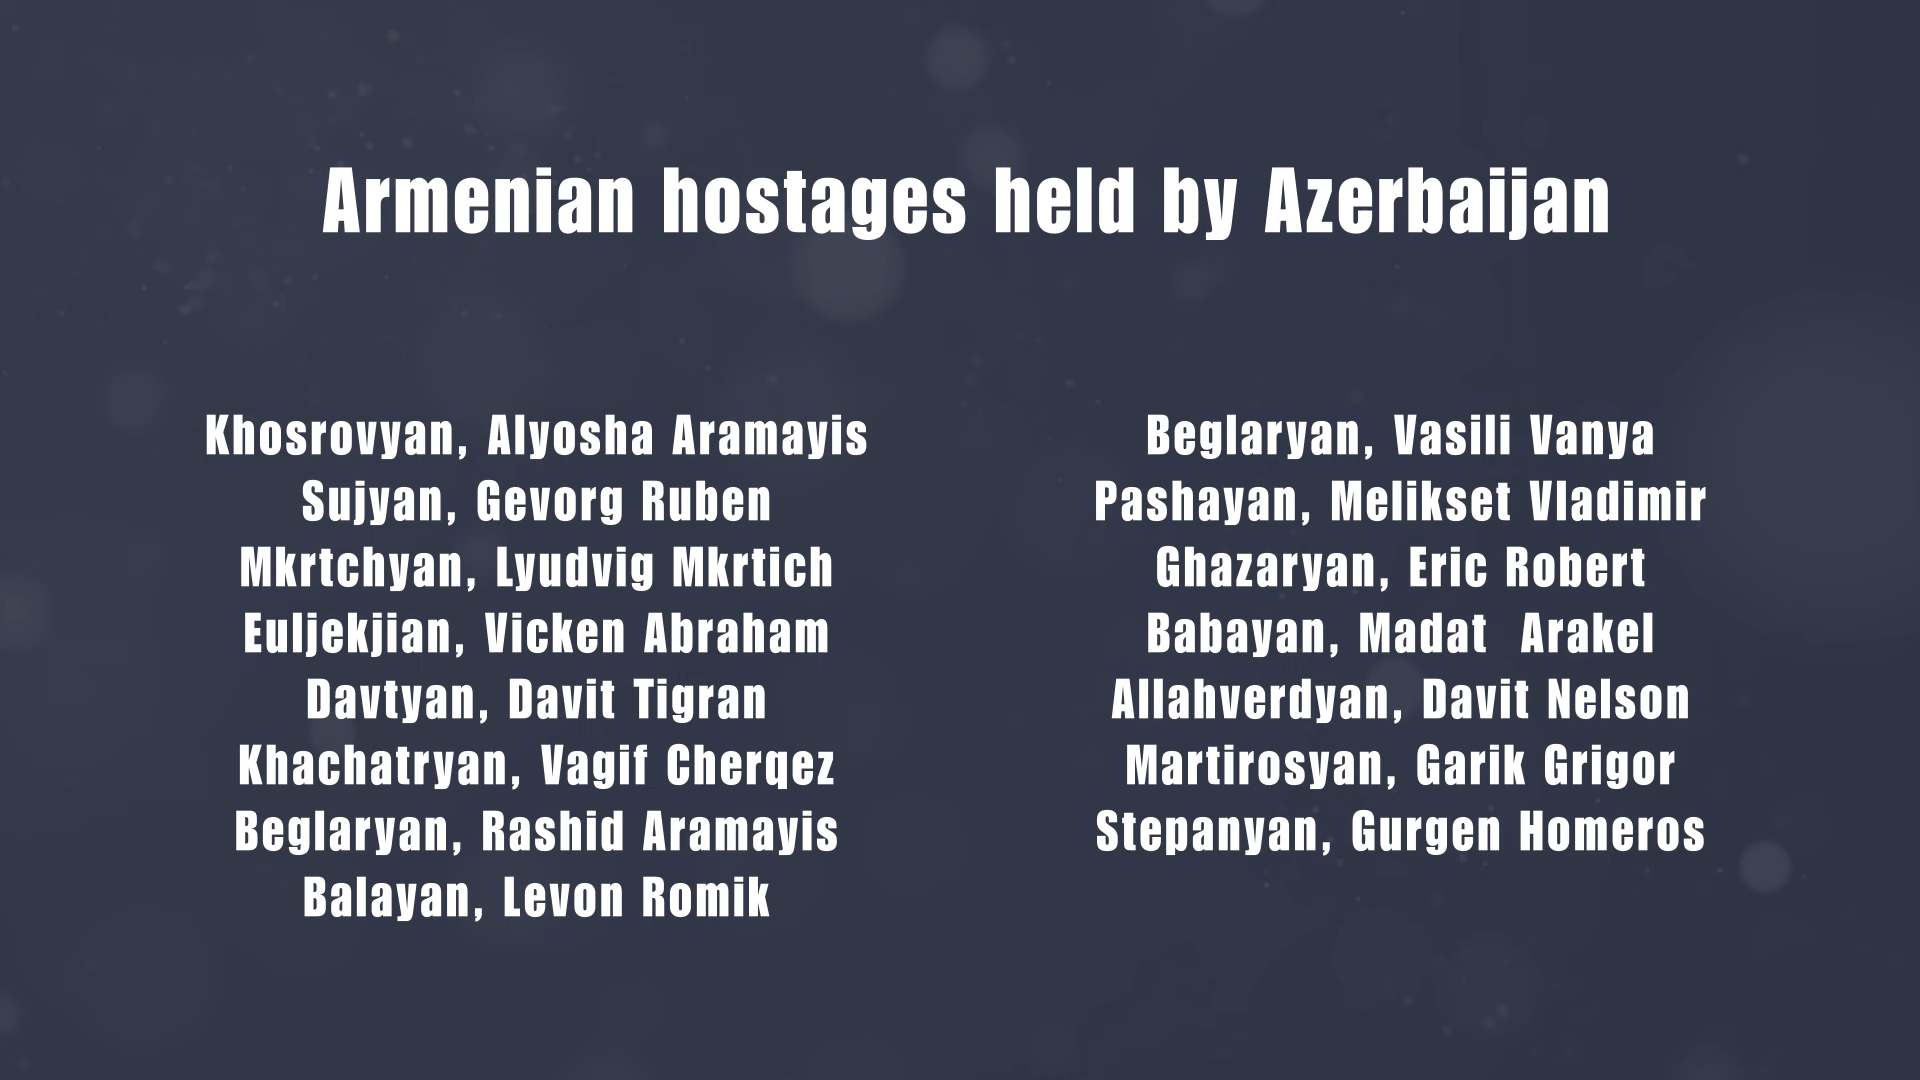 Armenian hostages held by Azerbaijan
Khosrovyan, Alyosha Aramayis
Sujyan, Gevorg Ruben
Mkrtchyan, Lyudvig Mkrtich
Euljekjian, Vicken Abraham
Davtyan, Davit Tigran
Khachatryan, Vagif Cherqez
Beglaryan, Rashid Aramayis
Balayan, Levon Romik
Beglaryan, Vasili Vanya
Pashayan, Melikset Vladimir
Ghazaryan, Eric Robert
Babayan, Madat  Arakel
Allahverdyan, Davit Nelson
Martirosyan, Garik Grigor
Stepanyan, Gurgen Homeros